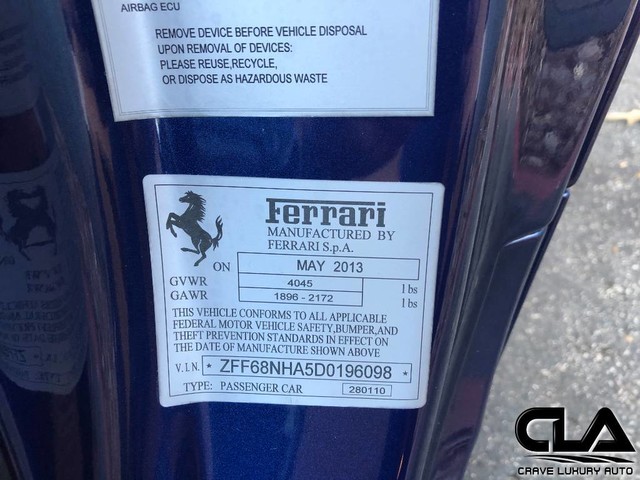 AIRBAG ECU
REMOVE DEVICE BEFORE VEHICLE DISPOSAL
UPON REMOVAL OF DEVICES:
PLEASE REUSE,RECYCLE,
OR DISPOSE AS HAZARDOUS WASTE
Ferrari
MANUFACTURED BY
FERRARI S.p.A.
ON MAY 2013
GVWR 4045 lbs
GAWR 1896 - 2172 lbs
THIS VEHICLE CONFORMS TO ALL APPLICABLE
FEDERAL MOTOR VEHICLE SAFETY,BUMPER,AND
THEFT PREVENTION STANDARDS IN EFFECT ON
THE DATE OF MANUFACTURE SHOWN ABOVE
V.I.N. * ZFF68NHA5D0196098 *
TYPE: PASSENGER CAR 280110
CLA
CRAVE LUXURY AUTO